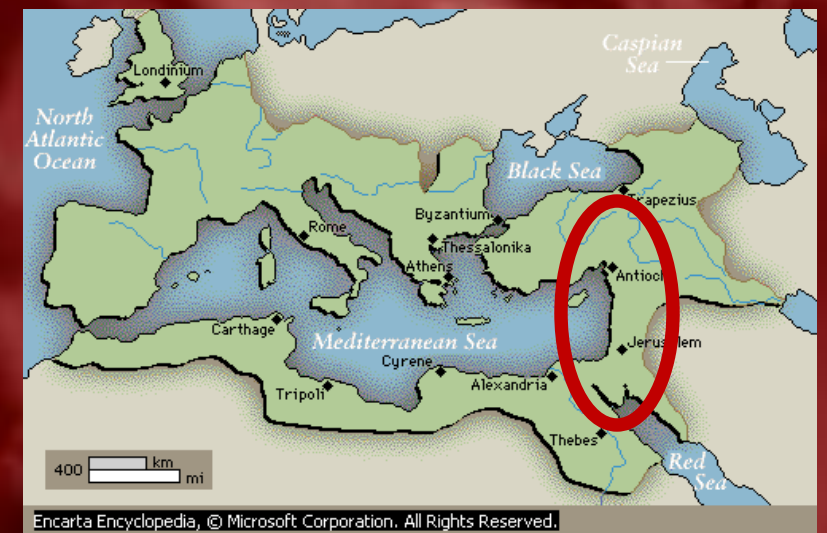 Londinium
Caspian
Sea
North
Atlantic
Ocean
Black Sea
Trapezius
Rome
Byzantium
Thessalonika
Athens
Antioch
Carthage
Mediterranean Sea
Jerusalem
Cyrene
Tripoli
Alexandria
Thebes
Red
Sea
400 km
mi
Encarta Encyclopedia, © Microsoft Corporation. All Rights Reserved.